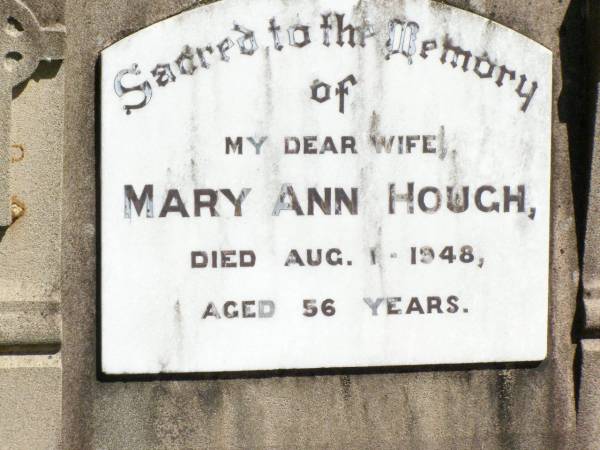 Sacred to the Memory
of
MY DEAR WIFE,
MARY ANN HOUGH,
DIED AUG. 1 - 1948,
AGED 56 YEARS.